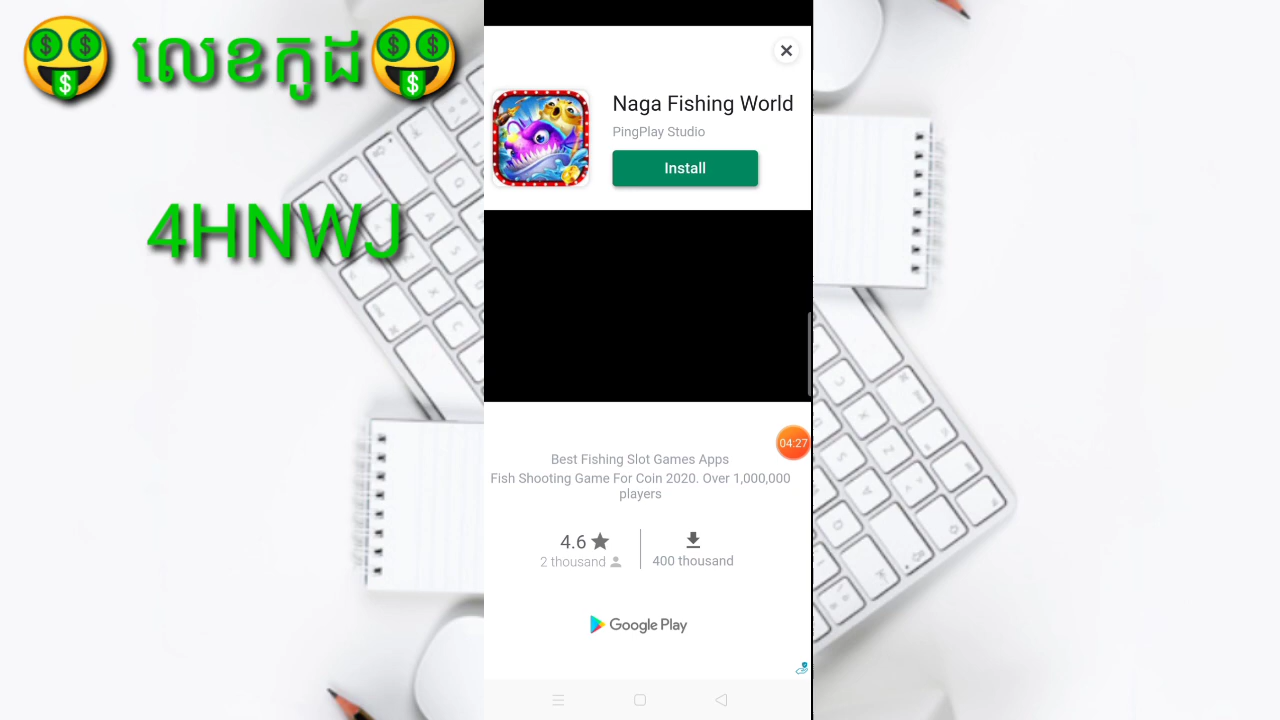 លេខកូដ
4HNWJ
Naga Fishing World
PingPlay Studio
Install
04:27
Best Fishing Slot Games Apps
Fish Shooting Game For Coin 2020. Over 1,000,000
players
4.6
2 thousand
400 thousand
Google Play